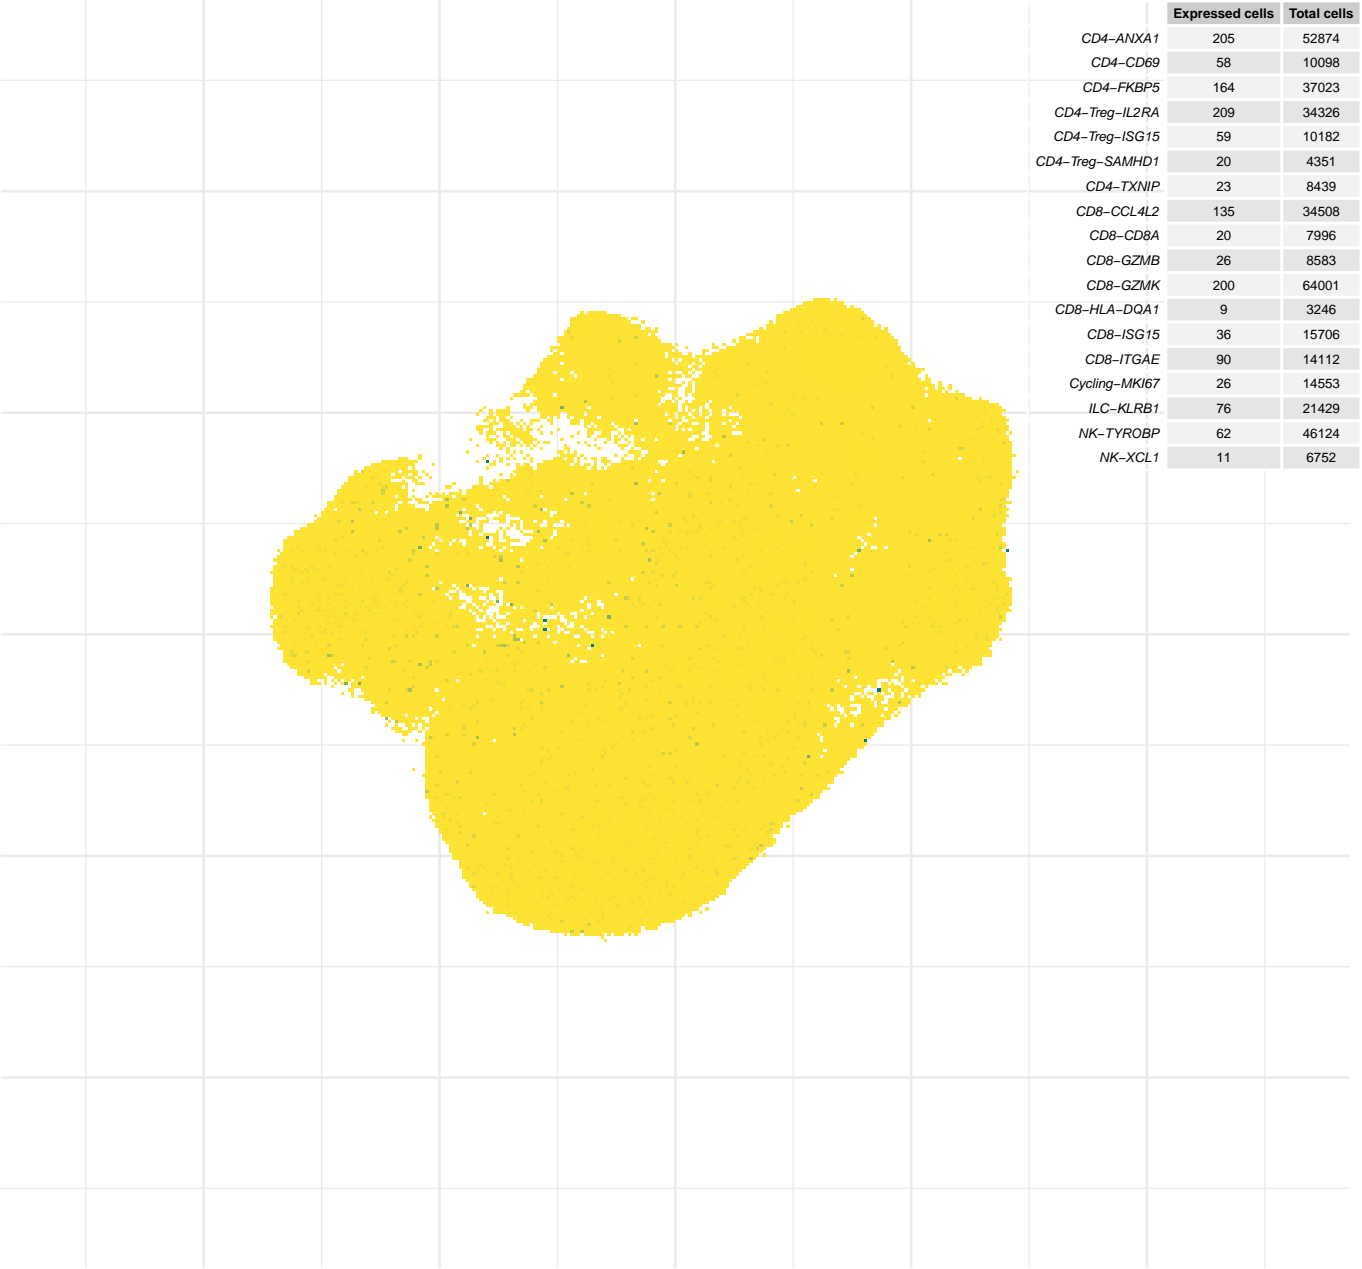 Expressed cells Total cells
CD4−ANXA1 205 52874
CD4−CD69 58 10098
CD4−FKBP5 164 37023
CD4−Treg−IL2RA 209 34326
CD4−Treg−ISG15 59 10182
CD4−Treg−SAMHD1 20 4351
CD4−TXNIP 23 8439
CD8−CCL4L2 135 34508
CD8−CD8A 20 7996
CD8−GZMB 26 8583
CD8−GZMK 200 64001
CD8−HLA−DQA1 9 3246
CD8−ISG15 36 15706
CD8−ITGAE 90 14112
Cycling−MKI67 26 14553
ILC−KLRB1 76 21429
NK−TYROBP 62 46124
NK−XCL1 11 6752